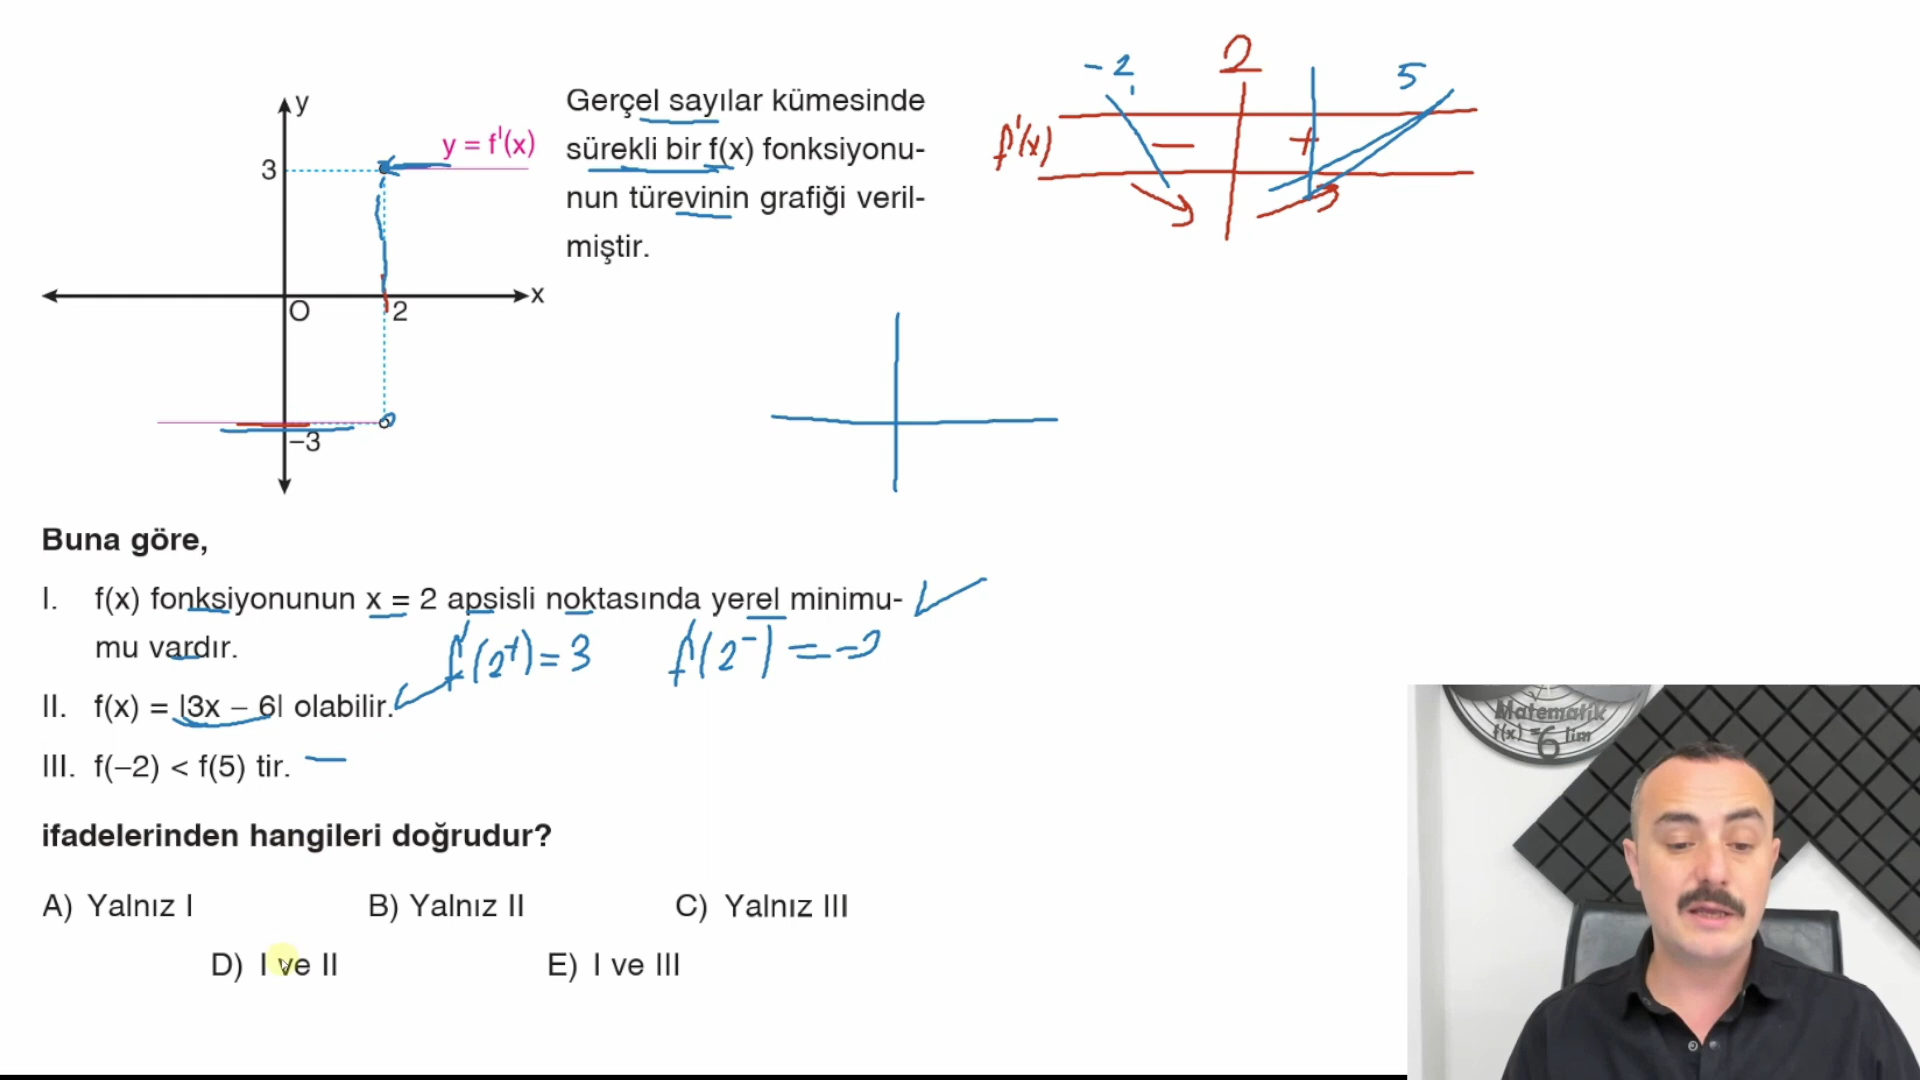 y
3
y = f'(x)
x
O
2
−3
Gerçel sayılar kümesinde
sürekli bir f(x) fonksiyonu-
nun türevinin grafiği veril-
miştir.
-2
2
5
f'(x)
−
+
Buna göre,
I. f(x) fonksiyonunun x = 2 apsisli noktasında yerel minimu-
mu vardır.
f'(2⁺) = 3 f'(2⁻) = -3
II. f(x) = |3x − 6| olabilir.
III. f(−2) < f(5) tir.
ifadelerinden hangileri doğrudur?
A) Yalnız I B) Yalnız II C) Yalnız III
D) I ve II E) I ve III
Matematik
f(x) = 6 lim